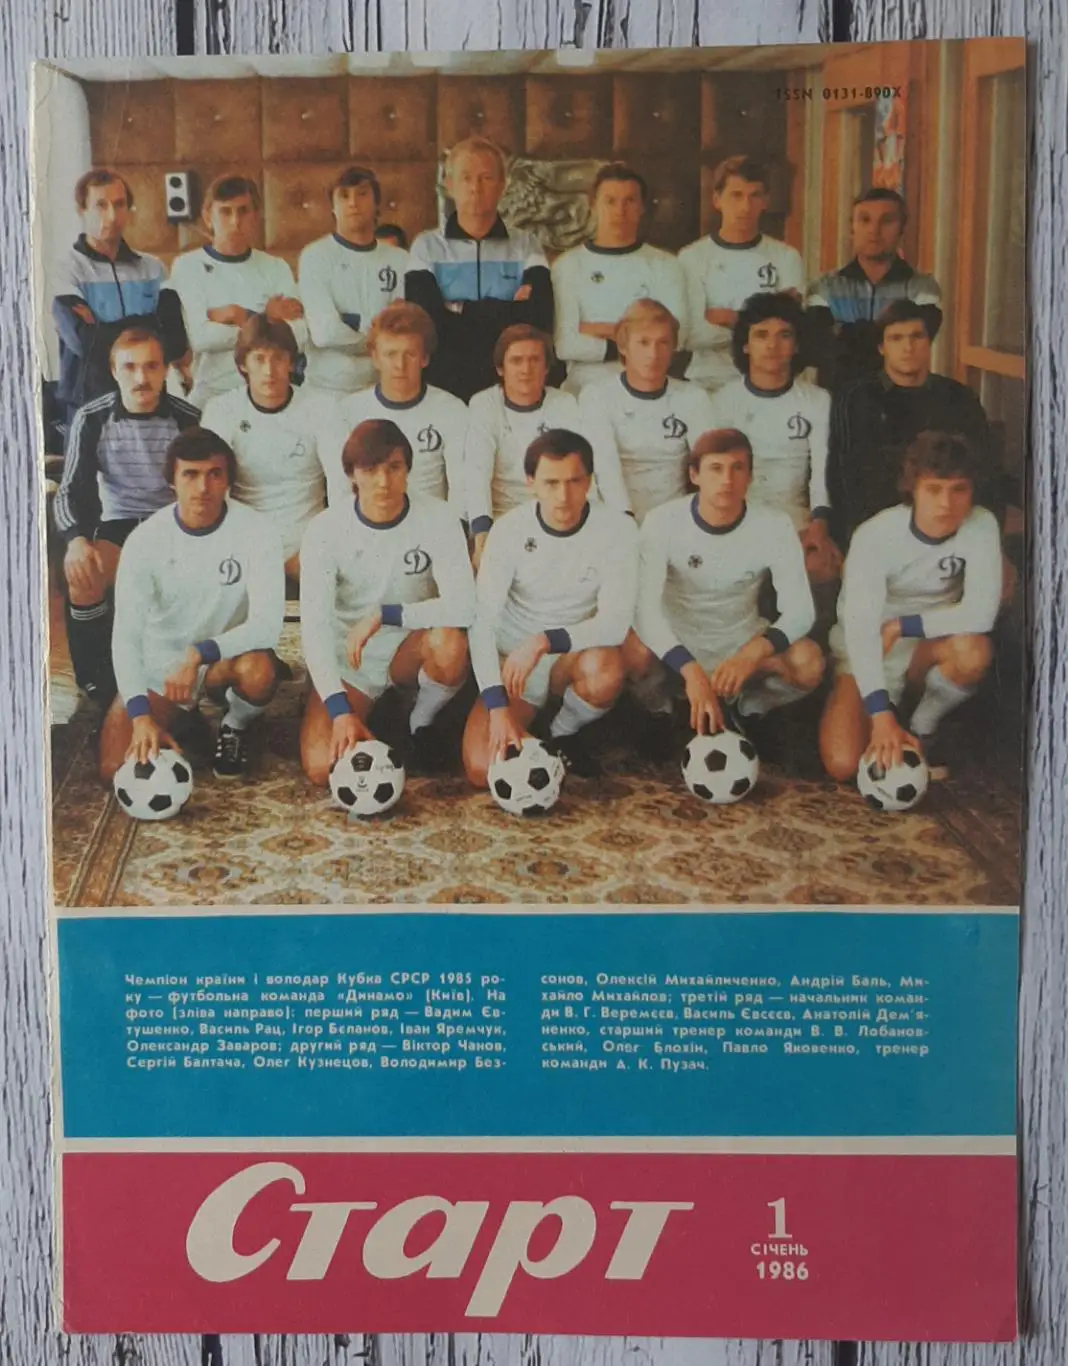 ISSN 0131-890X
Чемпіон країни і володар Кубка СРСР 1985 ро-
ку — футбольна команда «Динамо» (Київ). На
фото (зліва направо): перший ряд — Вадим Єв-
тушенко, Василь Рац, Ігор Бєланов, Іван Яремчук,
Олександр Заваров; другий ряд — Віктор Чанов,
Сергій Балтача, Олег Кузнецов, Володимир Без-
сонов, Олексій Михайличенко, Андрій Баль, Ми-
хайло Михайлов; третій ряд — начальник коман-
ди В. Г. Веремєєв, Василь Євсєєв, Анатолій Дем'я-
ненко, старший тренер команди В. В. Лобанов-
ський, Олег Блохін, Павло Яковенко, тренер
команди А. К. Пузач.
Старт
1
СІЧЕНЬ
1986